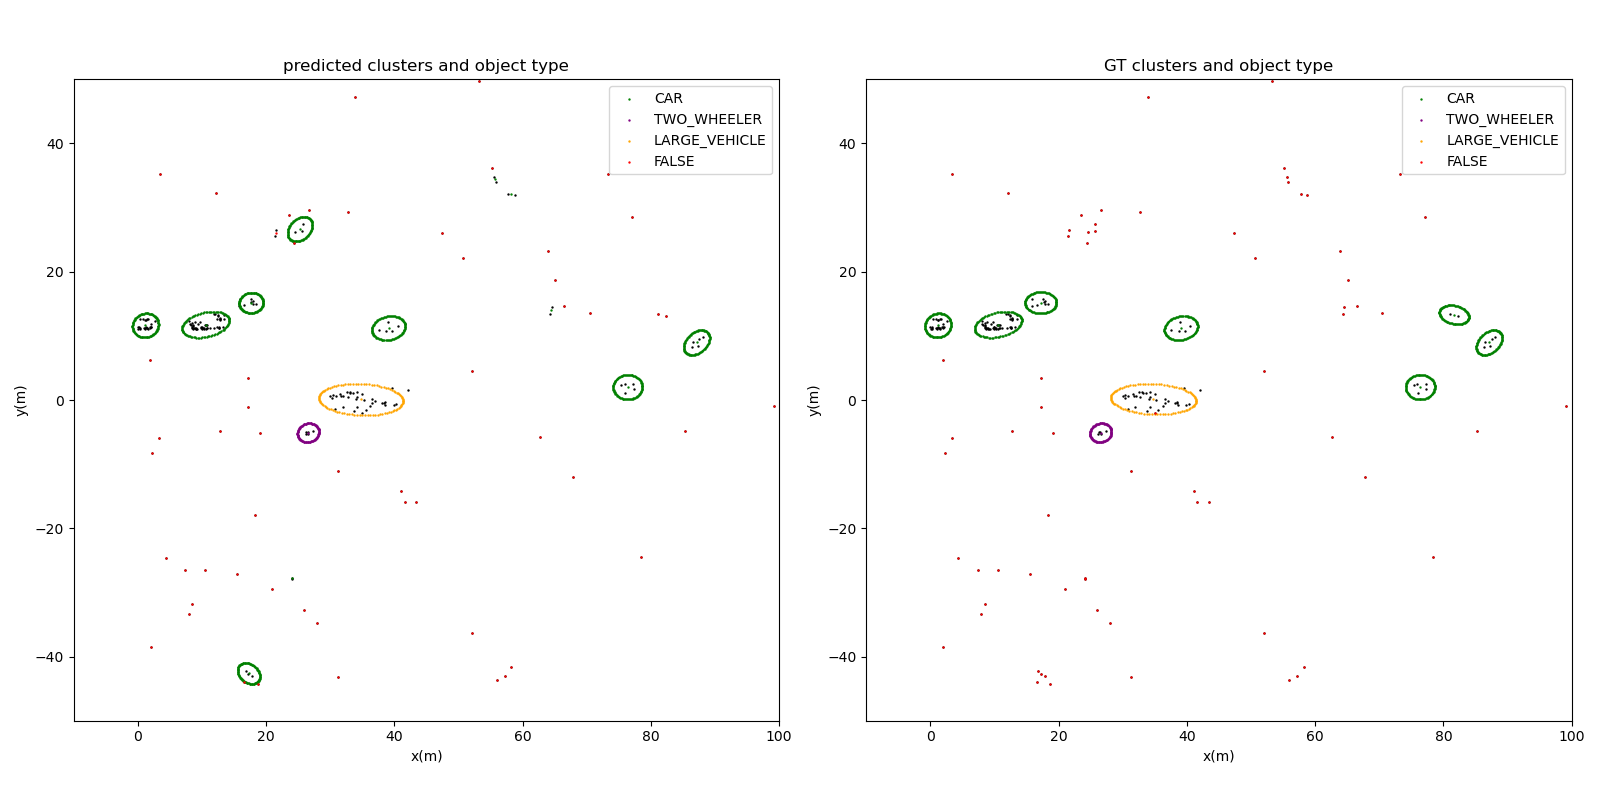 predicted clusters and object type
CAR
TWO_WHEELER
LARGE_VEHICLE
FALSE
40
20
0
−20
−40
y(m)
0 20 40 60 80 100
x(m)
GT clusters and object type
CAR
TWO_WHEELER
LARGE_VEHICLE
FALSE
40
20
0
−20
−40
y(m)
0 20 40 60 80 100
x(m)